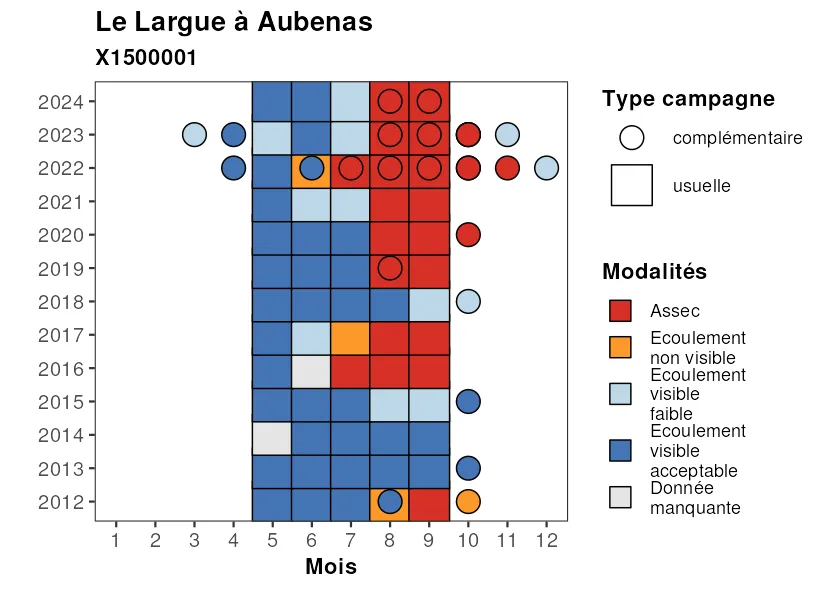 Le Largue à Aubenas
X1500001
2024
2023
2022
2021
2020
2019
2018
2017
2016
2015
2014
2013
2012
1 2 3 4 5 6 7 8 9 10 11 12
Mois
Type campagne
complémentaire
usuelle
Modalités
Assec
Ecoulement
non visible
Ecoulement
visible
faible
Ecoulement
visible
acceptable
Donnée
manquante